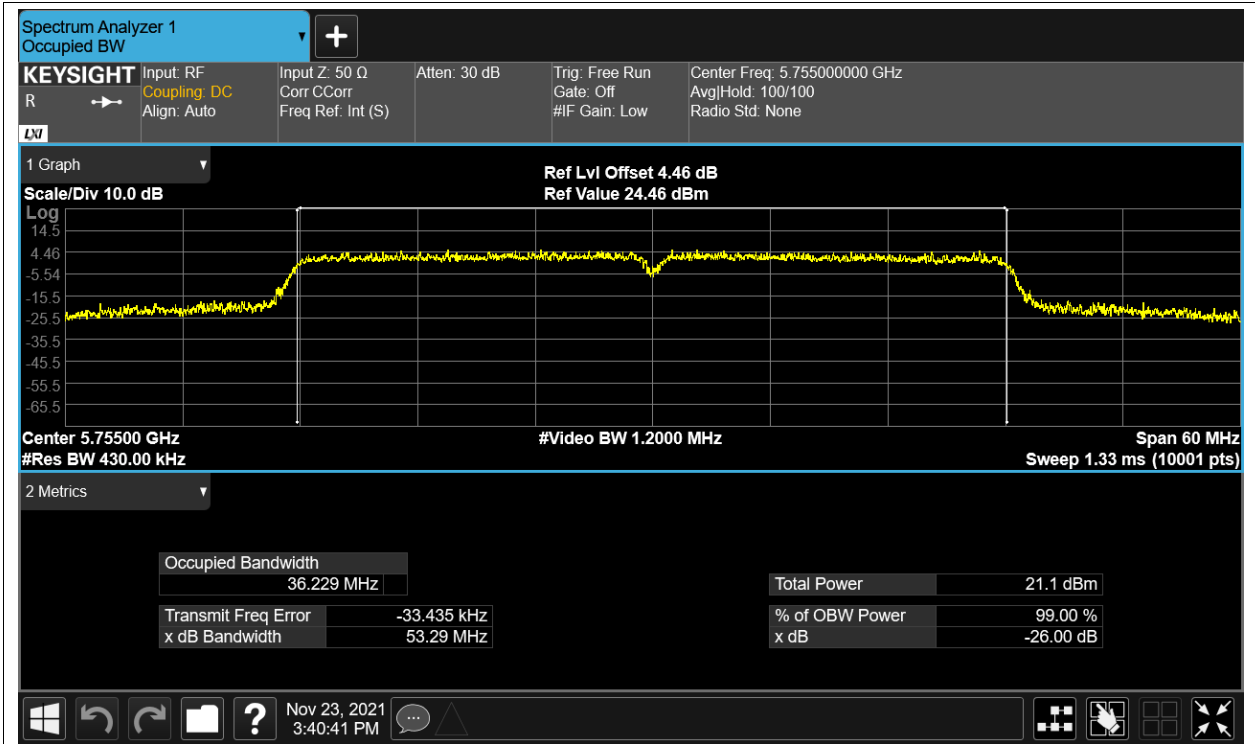 Spectrum Analyzer 1
Occupied BW
KEYSIGHT
R
LXI
Input: RF
Coupling: DC
Align: Auto
Input Z: 50 Ω
Corr CCorr
Freq Ref: Int (S)
Atten: 30 dB
Trig: Free Run
Gate: Off
#IF Gain: Low
Center Freq: 5.755000000 GHz
Avg|Hold: 100/100
Radio Std: None
1 Graph
Scale/Div 10.0 dB
Ref Lvl Offset 4.46 dB
Ref Value 24.46 dBm
Log
14.5
4.46
-5.54
-15.5
-25.5
-35.5
-45.5
-55.5
-65.5
Center 5.75500 GHz
#Res BW 430.00 kHz
#Video BW 1.2000 MHz
Span 60 MHz
Sweep 1.33 ms (10001 pts)
2 Metrics
Occupied Bandwidth
36.229 MHz
Transmit Freq Error -33.435 kHz
x dB Bandwidth 53.29 MHz
Total Power 21.1 dBm
% of OBW Power 99.00 %
x dB -26.00 dB
?
Nov 23, 2021
3:40:41 PM